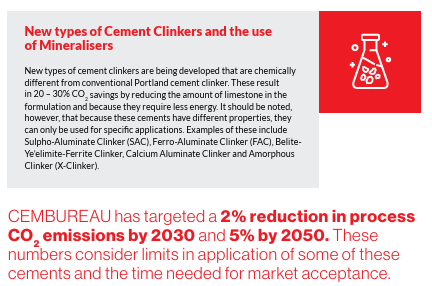 New types of Cement Clinkers and the use
of Mineralisers
New types of cement clinkers are being developed that are chemically
different from conventional Portland cement clinker. These result
in 20 – 30% CO₂ savings by reducing the amount of limestone in the
formulation and because they require less energy. It should be noted,
however, that because these cements have different properties, they
can only be used for specific applications. Examples of these include
Sulpho-Aluminate Clinker (SAC), Ferro-Aluminate Clinker (FAC), Belite-
Ye'elimite-Ferrite Clinker, Calcium Aluminate Clinker and Amorphous
Clinker (X-Clinker).
CEMBUREAU has targeted a 2% reduction in process
CO₂ emissions by 2030 and 5% by 2050. These
numbers consider limits in application of some of these
cements and the time needed for market acceptance.